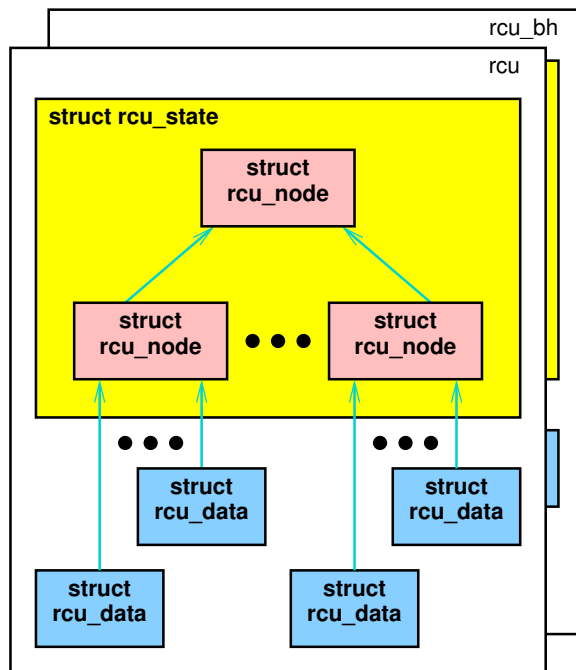 rcu_bh
rcu
struct rcu_state
struct
rcu_node
struct
rcu_node
struct
rcu_node
struct
rcu_data
struct
rcu_data
struct
rcu_data
struct
rcu_data